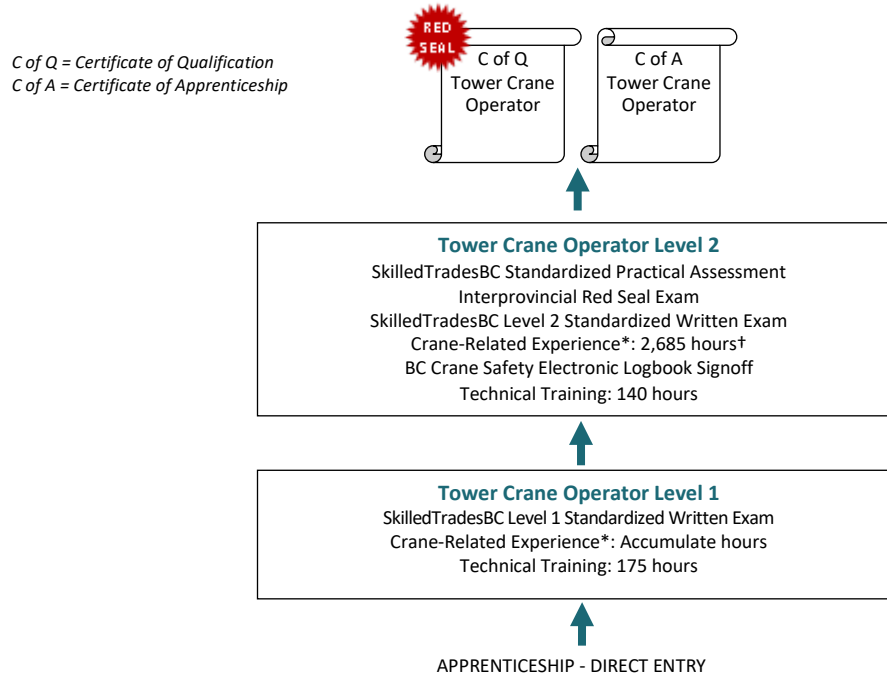 C of Q = Certificate of Qualification
C of A = Certificate of Apprenticeship
RED
SEAL
C of Q
Tower Crane
Operator
C of A
Tower Crane
Operator
Tower Crane Operator Level 2
SkilledTradesBC Standardized Practical Assessment
Interprovincial Red Seal Exam
SkilledTradesBC Level 2 Standardized Written Exam
Crane-Related Experience*: 2,685 hours†
BC Crane Safety Electronic Logbook Signoff
Technical Training: 140 hours
Tower Crane Operator Level 1
SkilledTradesBC Level 1 Standardized Written Exam
Crane-Related Experience*: Accumulate hours
Technical Training: 175 hours
APPRENTICESHIP - DIRECT ENTRY